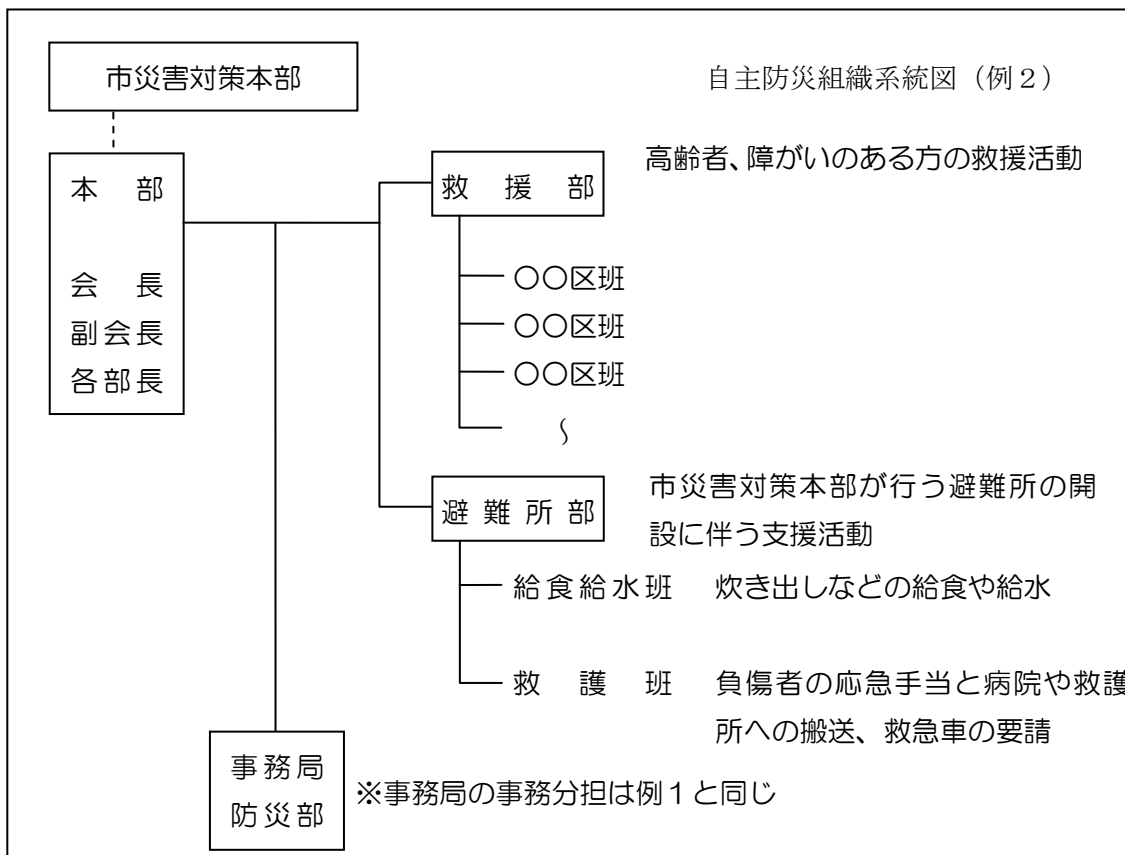 市災害対策本部
自主防災組織系統図（例２）
本部
会長
副会長
各部長
救援部
高齢者、障がいのある方の救援活動
〇〇区班
〇〇区班
〇〇区班
～
避難所部
市災害対策本部が行う避難所の開
設に伴う支援活動
給食給水班 炊き出しなどの給食や給水
救護班 負傷者の応急手当と病院や救護
所への搬送、救急車の要請
事務局
防災部
※事務局の事務分担は例１と同じ